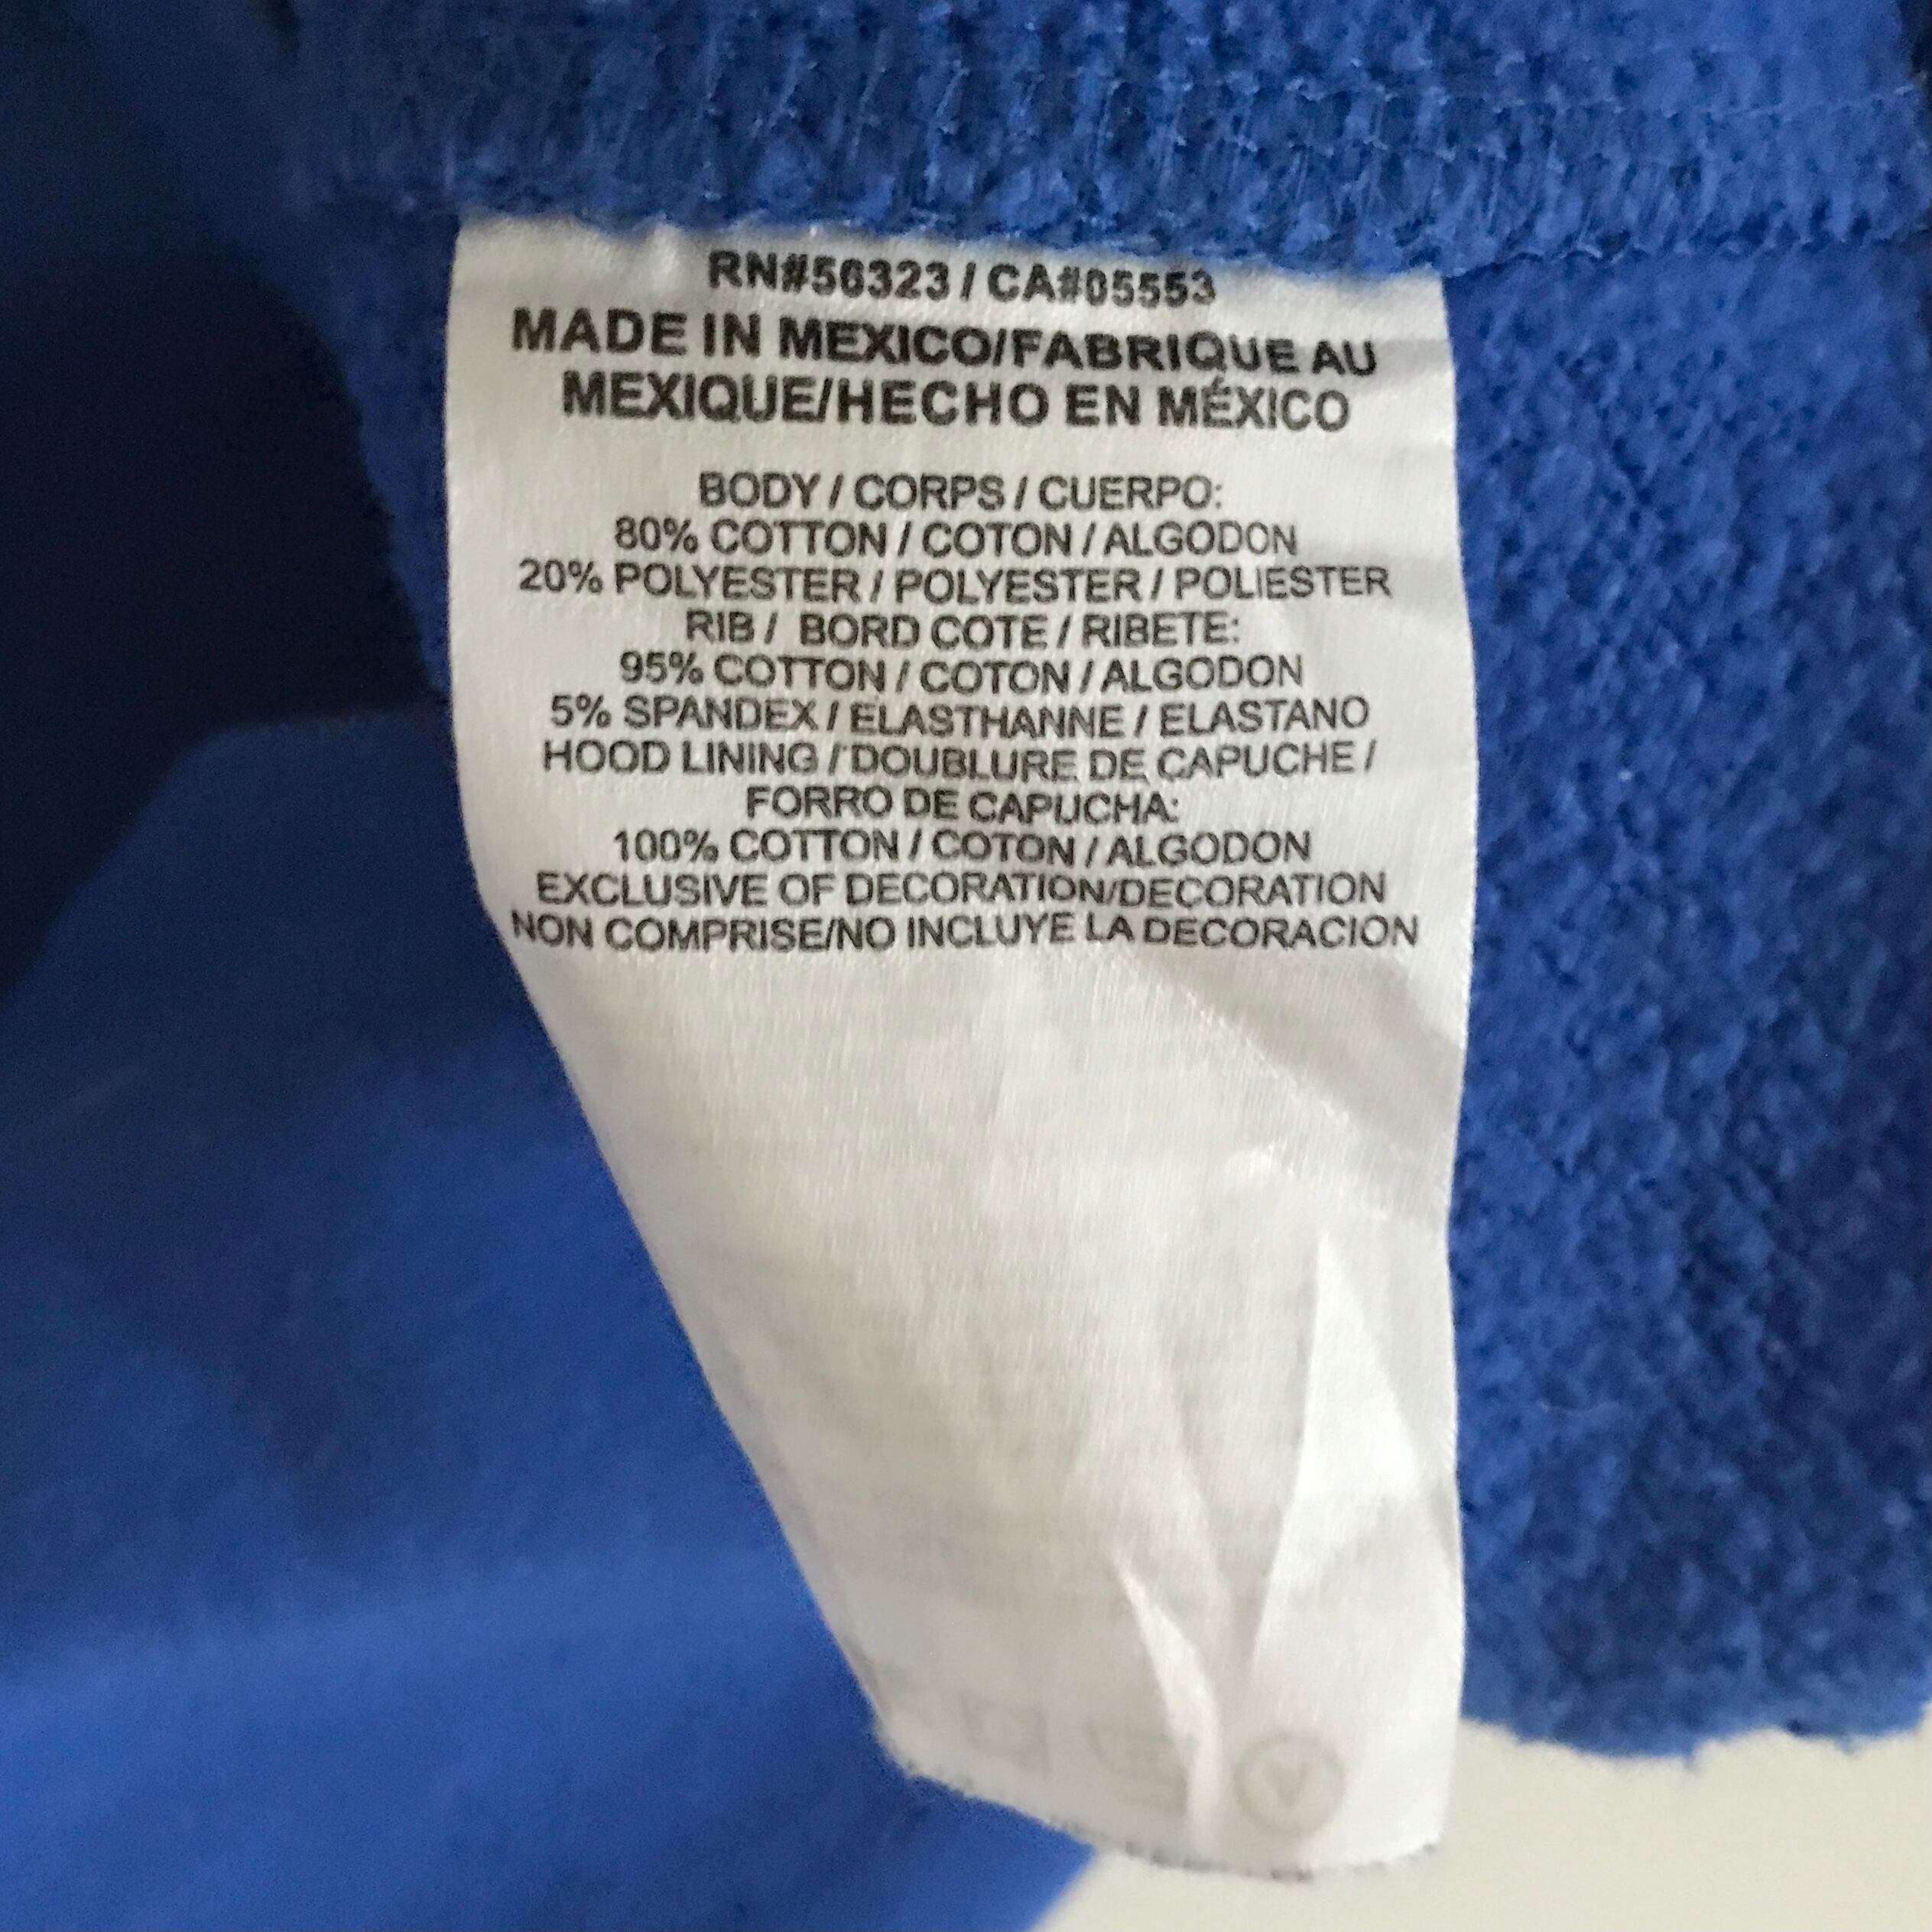 RN#56323 / CA#05553
MADE IN MEXICO/FABRIQUE AU
MEXIQUE/HECHO EN MÉXICO
BODY / CORPS / CUERPO:
80% COTTON / COTON / ALGODON
20% POLYESTER / POLYESTER / POLIESTER
RIB / BORD COTE / RIBETE:
95% COTTON / COTON / ALGODON
5% SPANDEX / ELASTHANNE / ELASTANO
HOOD LINING / DOUBLURE DE CAPUCHE /
FORRO DE CAPUCHA:
100% COTTON / COTON / ALGODON
EXCLUSIVE OF DECORATION/DECORATION
NON COMPRISE/NO INCLUYE LA DECORACION